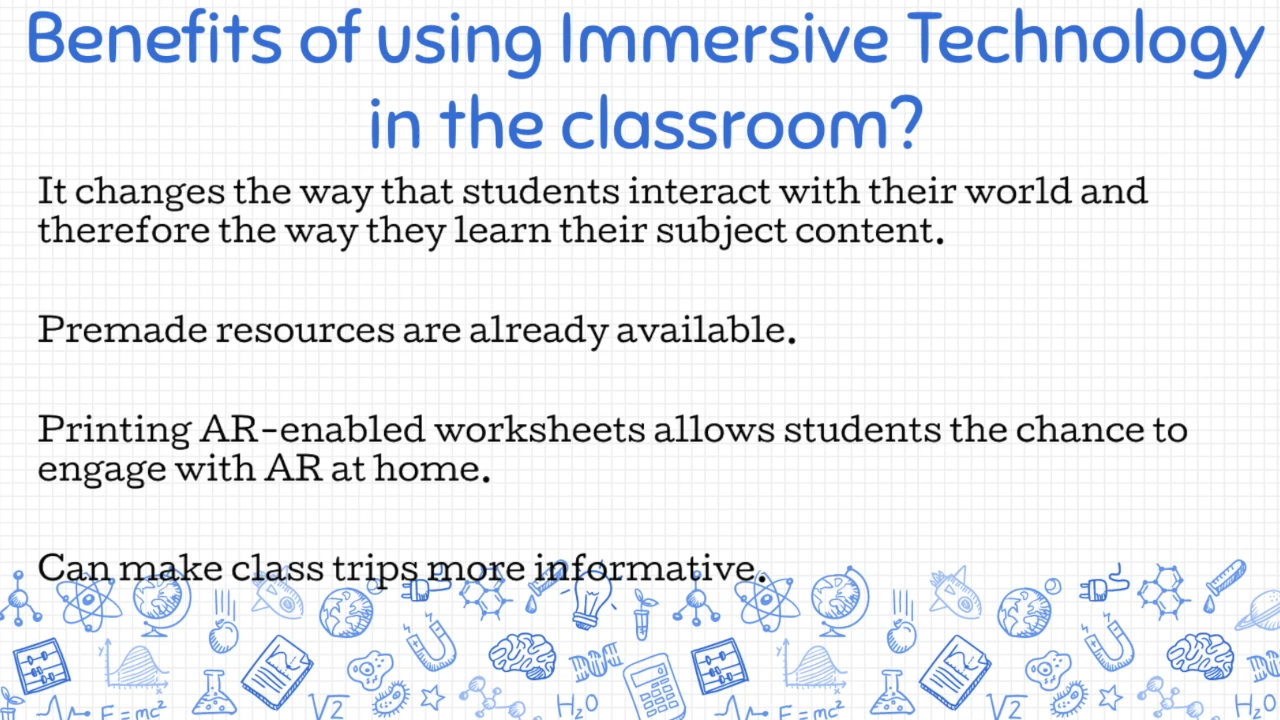 Benefits of using Immersive Technology
in the classroom?
It changes the way that students interact with their world and
therefore the way they learn their subject content.
Premade resources are already available.
Printing AR-enabled worksheets allows students the chance to
engage with AR at home.
Can make class trips more informative.
y
x
E=mc²
√2
H₂O
y
x
E=mc²
√2
H₂O